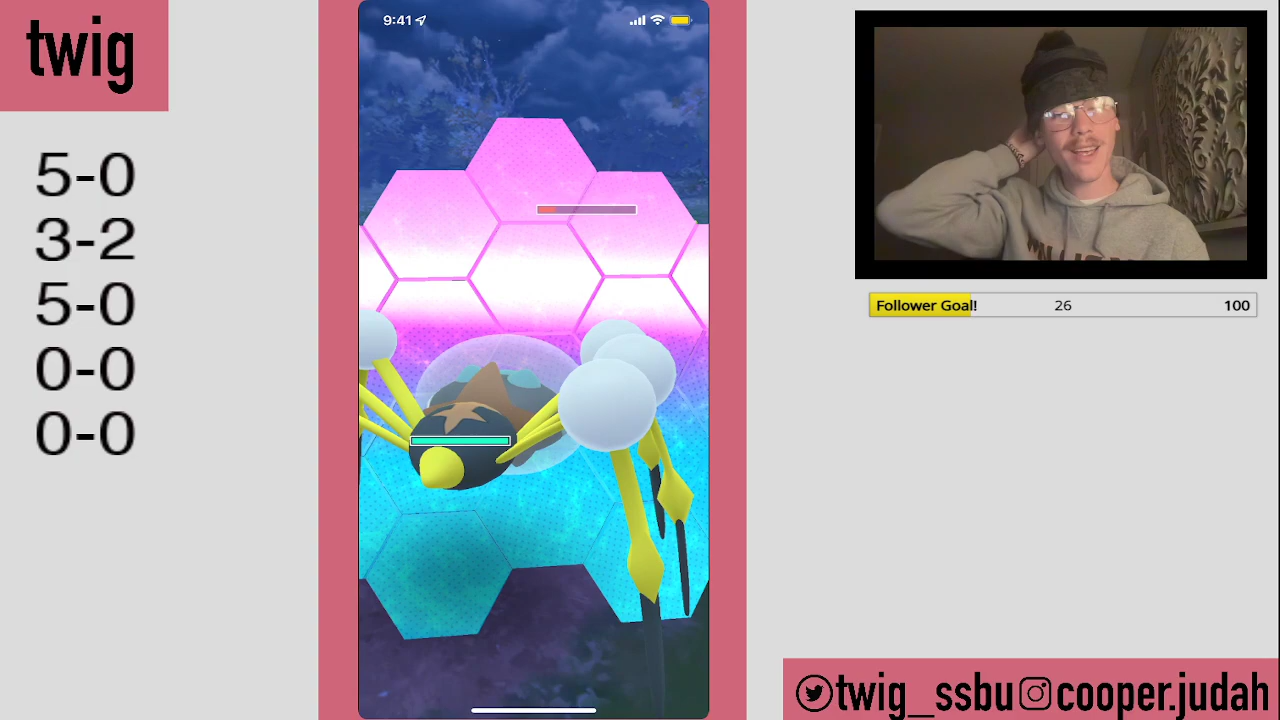 twig
5-0
3-2
5-0
0-0
0-0
9:41
Follower Goal! 26 100
twig_ssbu cooper.judah